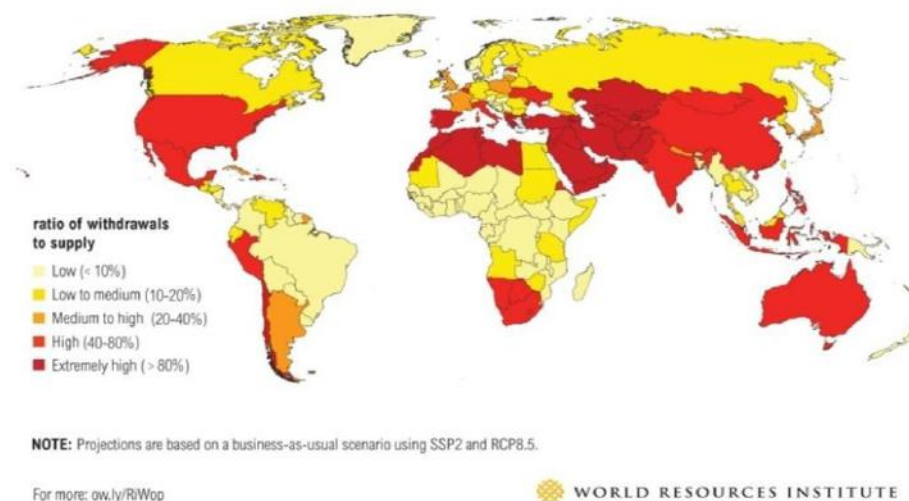 ratio of withdrawals
to supply
Low (< 10%)
Low to medium (10-20%)
Medium to high (20-40%)
High (40-80%)
Extremely high (> 80%)
NOTE: Projections are based on a business-as-usual scenario using SSP2 and RCP8.5.
For more: ow.ly/RiWop
WORLD RESOURCES INSTITUTE